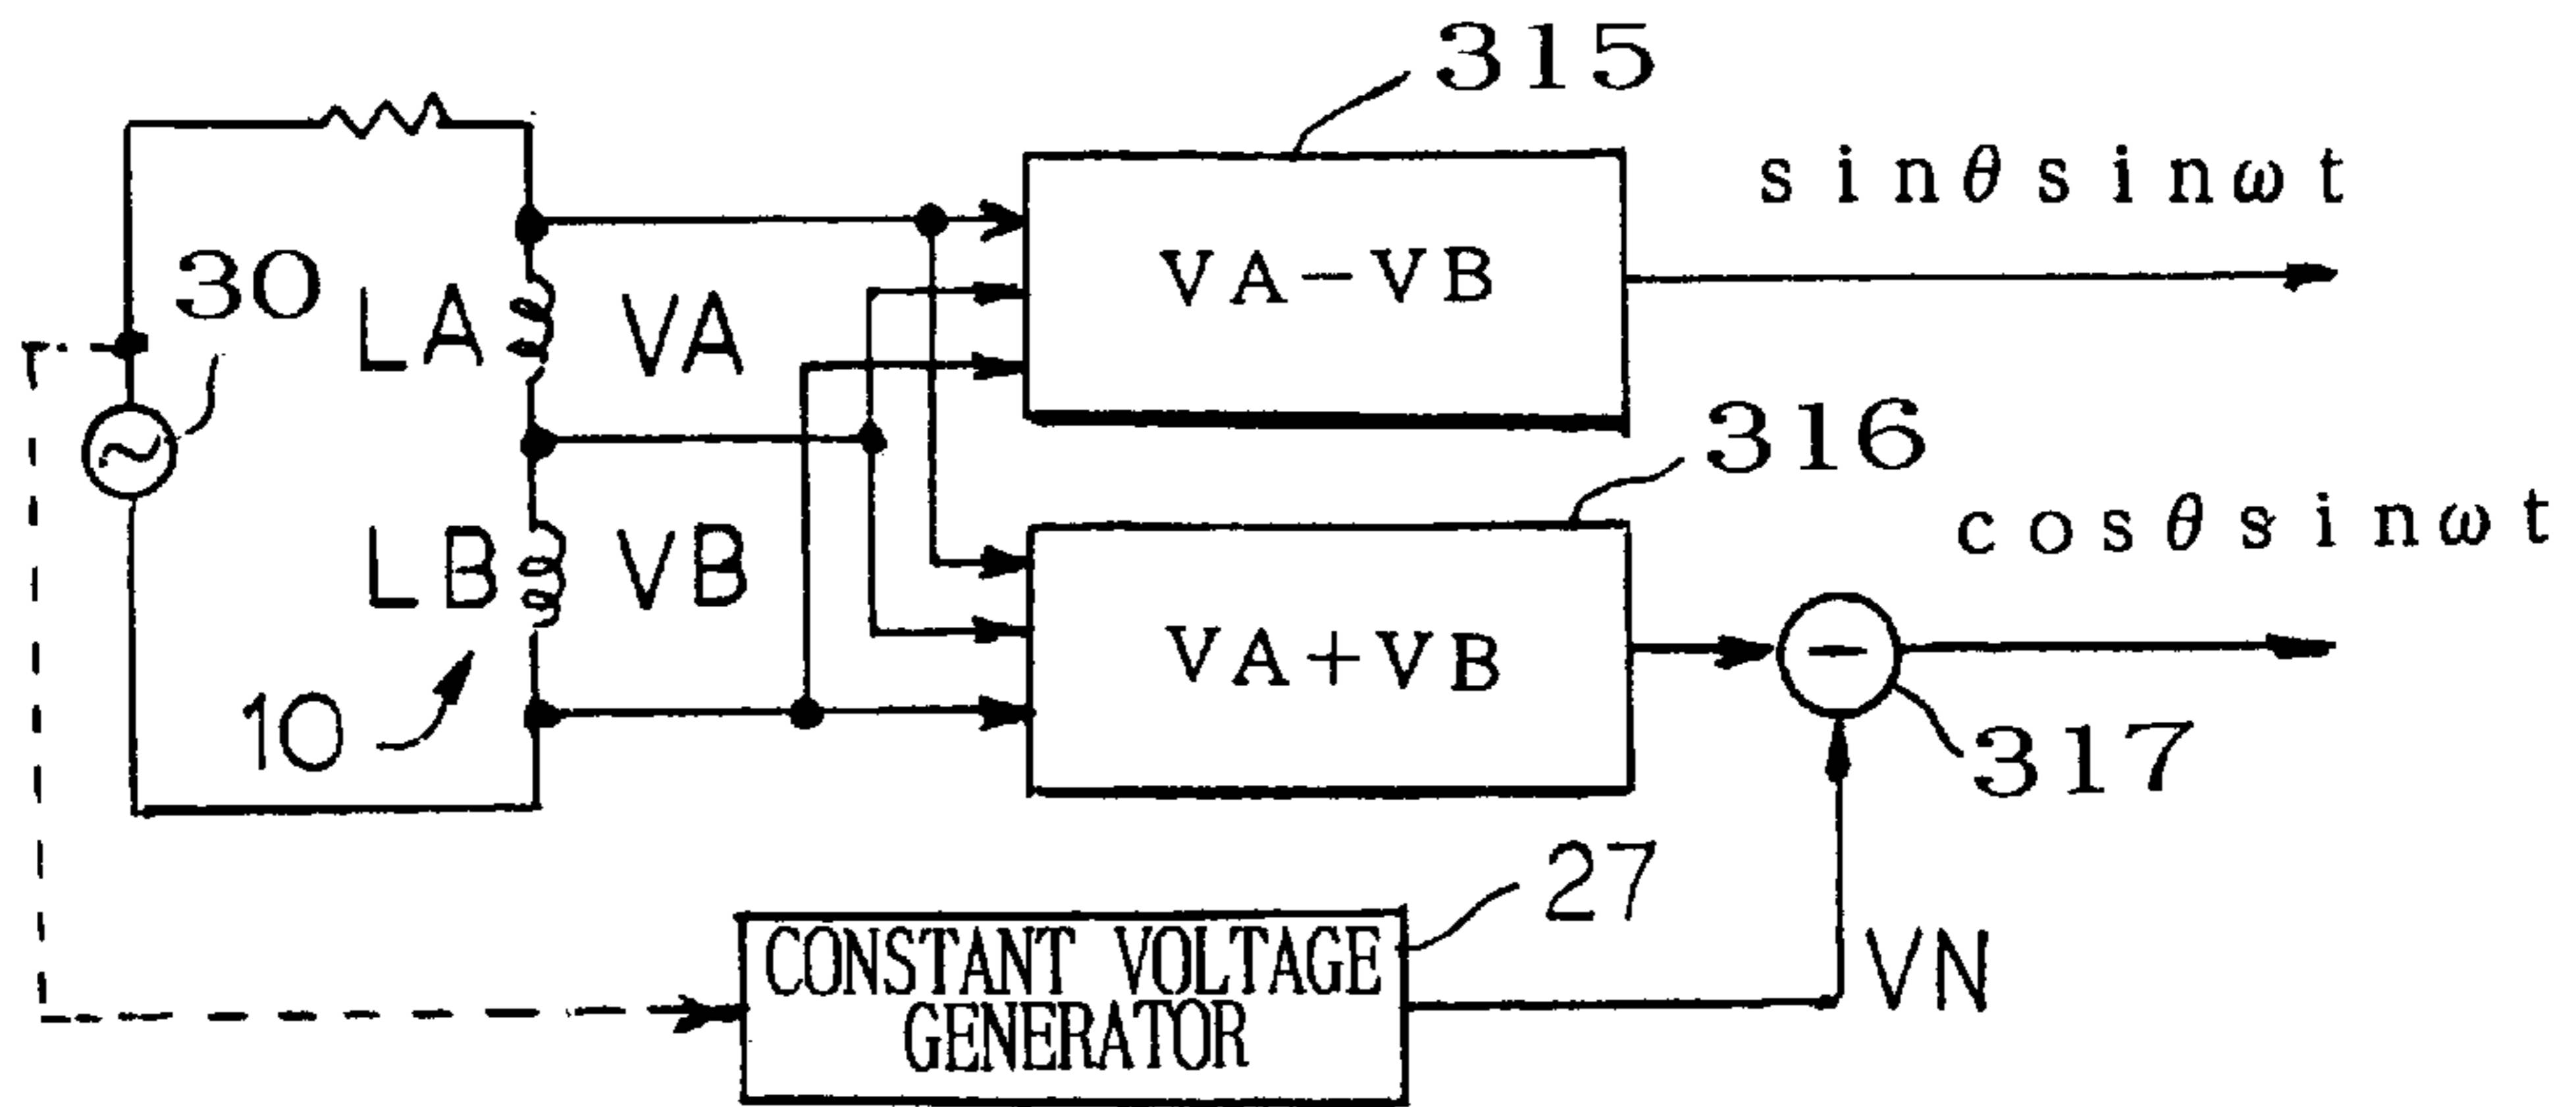 315
sinθsinωt
VA-VB
30
LA
VA
316
cosθsinωt
LB
VB
VA+VB
−
10
317
27
CONSTANT VOLTAGE
GENERATOR
VN